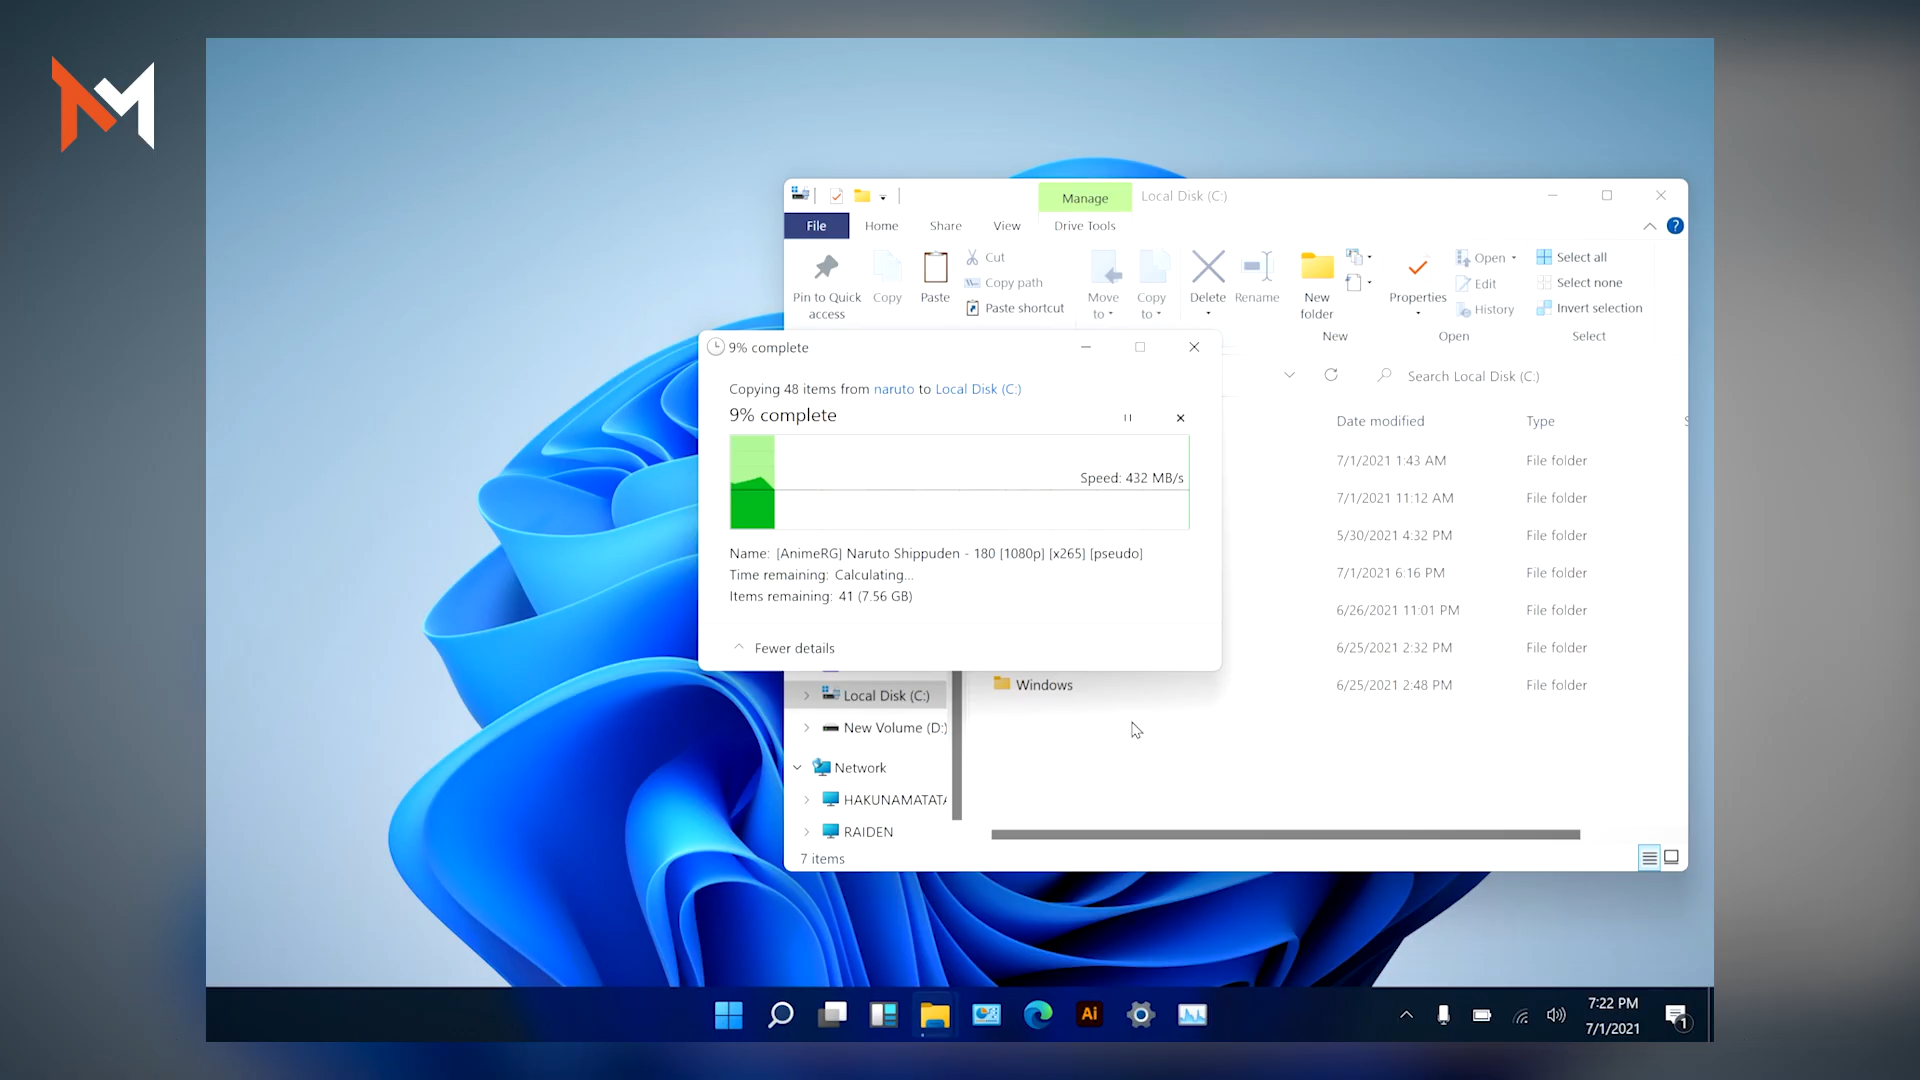 Manage
Local Disk (C:)
File
Home
Share
View
Drive Tools
Pin to Quick
access
Copy
Paste
Cut
Copy path
Paste shortcut
Move
to
Copy
to
Delete
Rename
New
folder
Properties
Open
Edit
History
Select all
Select none
Invert selection
New
Open
Select
9% complete
Copying 48 items from naruto to Local Disk (C:)
9% complete
Speed: 432 MB/s
Name: [AnimeRG] Naruto Shippuden - 180 [1080p] [x265] [pseudo]
Time remaining: Calculating...
Items remaining: 41 (7.56 GB)
Fewer details
Search Local Disk (C:)
Date modified
Type
7/1/2021 1:43 AM
File folder
7/1/2021 11:12 AM
File folder
5/30/2021 4:32 PM
File folder
7/1/2021 6:16 PM
File folder
6/26/2021 11:01 PM
File folder
6/25/2021 2:32 PM
File folder
Windows
6/25/2021 2:48 PM
File folder
Local Disk (C:)
New Volume (D:)
Network
HAKUNAMATATA
RAIDEN
7 items
Ai
7:22 PM
7/1/2021
1